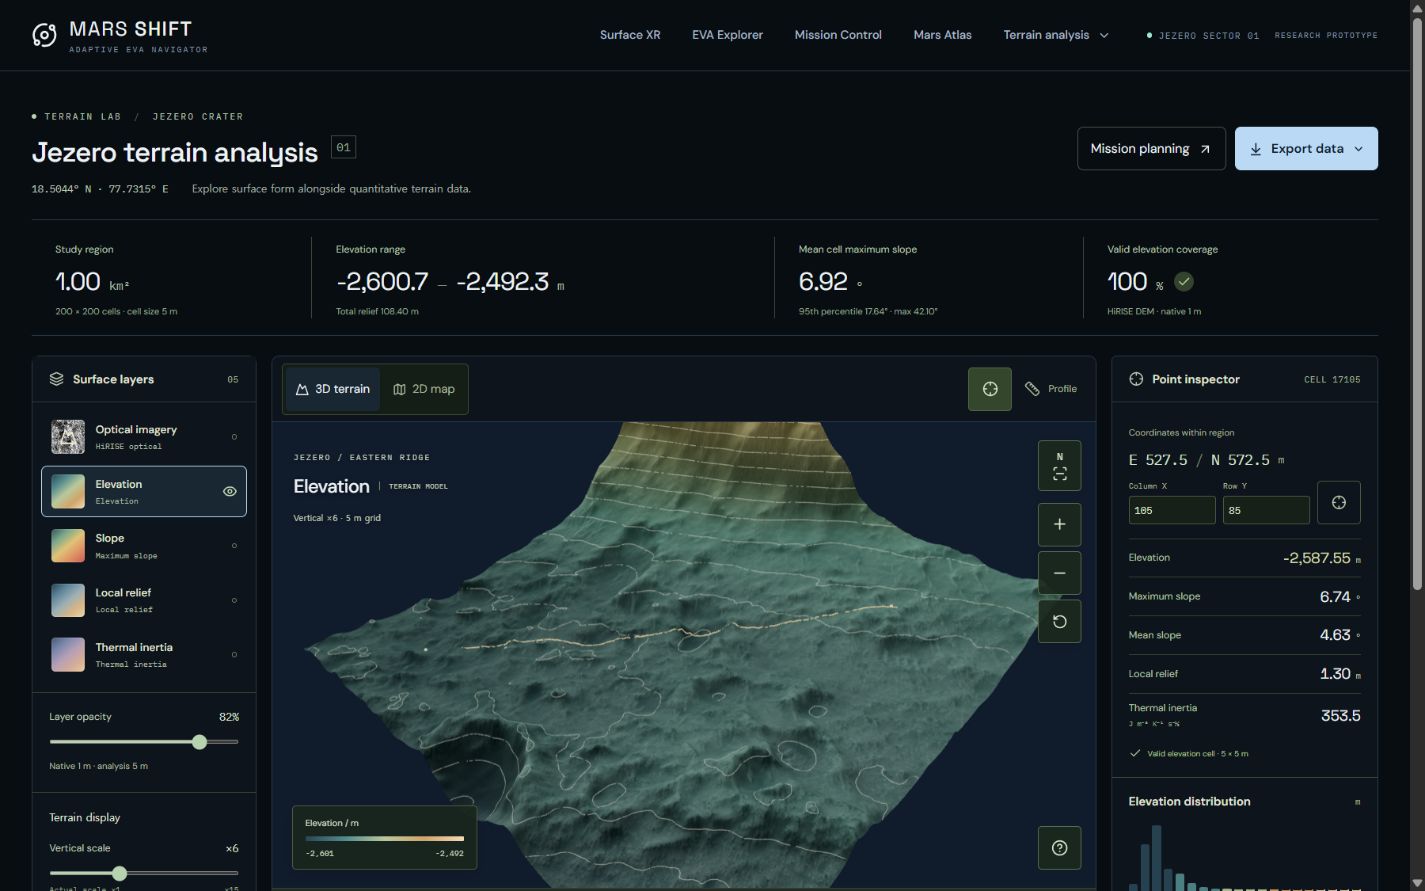 MARS SHIFT
ADAPTIVE EVA NAVIGATOR
Surface XR
EVA Explorer
Mission Control
Mars Atlas
Terrain analysis
JEZERO SECTOR 01
RESEARCH PROTOTYPE
TERRAIN LAB / JEZERO CRATER
Jezero terrain analysis 01
18.5044° N · 77.7315° E
Explore surface form alongside quantitative terrain data.
Mission planning
Export data
Study region
1.00 km²
200 × 200 cells · cell size 5 m
Elevation range
-2,600.7 — -2,492.3 m
Total relief 108.40 m
Mean cell maximum slope
6.92 °
95th percentile 17.64° · max 42.10°
Valid elevation coverage
100 %
HiRISE DEM · native 1 m
Surface layers 05
Optical imagery
HiRISE optical
Elevation
Elevation
Slope
Maximum slope
Local relief
Local relief
Thermal inertia
Thermal inertia
Layer opacity 82%
Native 1 m · analysis 5 m
Terrain display
Vertical scale ×6
Actual scale ×1 ×15
3D terrain
2D map
Profile
JEZERO / EASTERN RIDGE
Elevation | TERRAIN MODEL
Vertical ×6 · 5 m grid
N
Elevation / m
-2,601 -2,492
Point inspector CELL 17105
Coordinates within region
E 527.5 / N 572.5 m
Column X Row Y
105 85
Elevation -2,587.55 m
Maximum slope 6.74 °
Mean slope 4.63 °
Local relief 1.30 m
Thermal inertia 353.5
Valid elevation cell · 5 × 5 m
Elevation distribution m